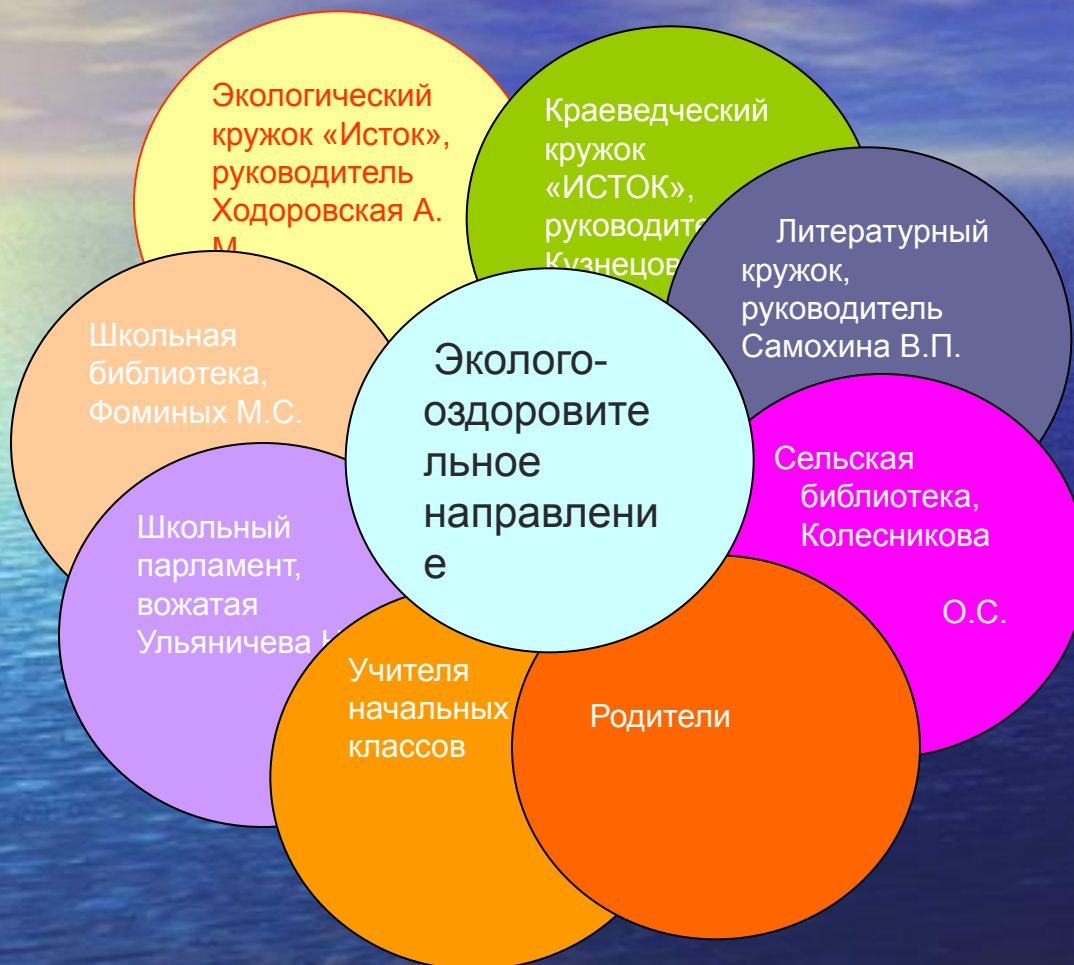 Экологический
кружок «Исток»,
руководитель
Ходоровская А.
М.
Краеведческий
кружок
«ИСТОК»,
Литературный
кружок,
руководитель
Самохина В.П.
Школьная
библиотека,
Фоминых М.С.
Эколого-
оздоровите
льное
направлени
е
Сельская
библиотека,
Колесникова
О.С.
Школьный
парламент,
вожатая
Ульяничева
Учителя
начальных
классов
Родители